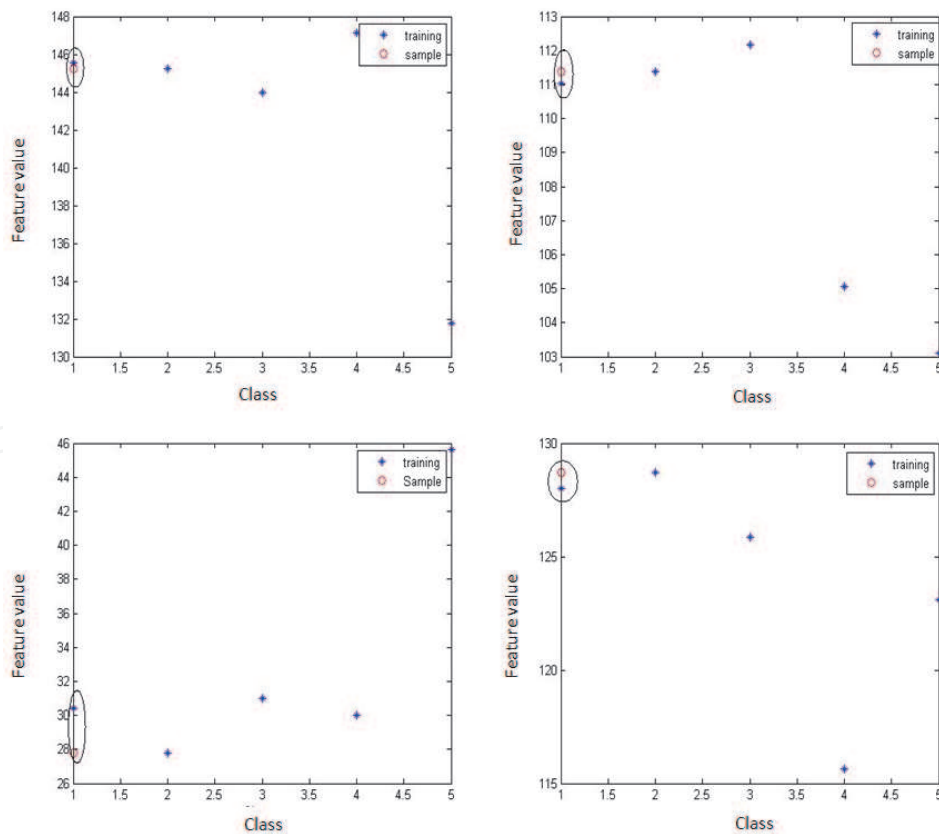 148
146
144
142
140
138
136
134
132
130
Feature value
training
sample
1 1.5 2 2.5 3 3.5 4 4.5 5
Class
113
112
111
110
109
108
107
106
105
104
103
Feature value
training
sample
1 1.5 2 2.5 3 3.5 4 4.5 5
Class
46
44
42
40
38
36
34
32
30
28
26
Feature value
training
Sample
1 1.5 2 2.5 3 3.5 4 4.5 5
Class
130
125
120
115
Feature value
training
sample
1 1.5 2 2.5 3 3.5 4 4.5 5
Class